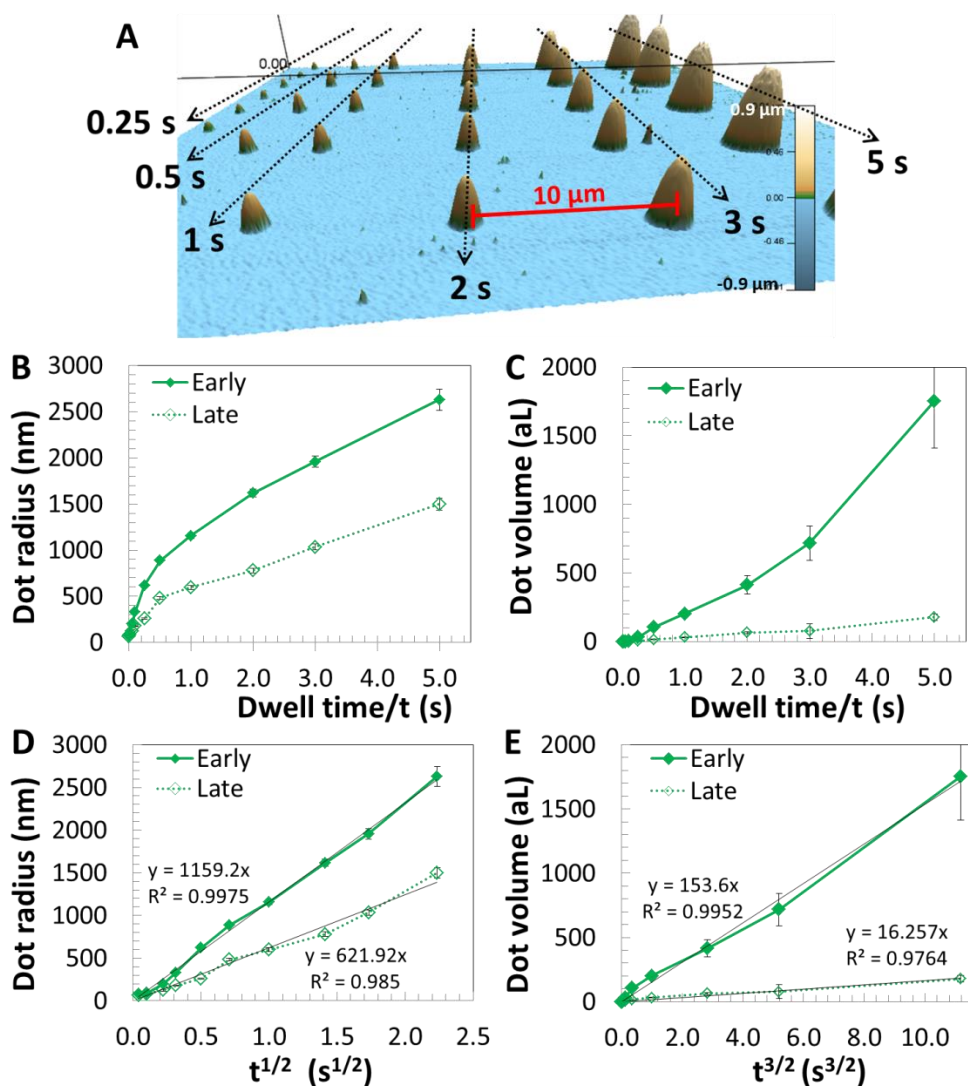 A
0.00
0.25 s
0.5 s
1 s
2 s
3 s
5 s
10 µm
0.9 µm
0.46
0.00
-0.46
-0.9 µm
B
Early
Late
Dot radius (nm)
3000
2500
2000
1500
1000
500
0
0.0 1.0 2.0 3.0 4.0 5.0
Dwell time/t (s)
C
Early
Late
Dot volume (aL)
2000
1500
1000
500
0
0.0 1.0 2.0 3.0 4.0 5.0
Dwell time/t (s)
D
Early
Late
Dot radius (nm)
3000
2500
2000
1500
1000
500
0
y = 1159.2x
R² = 0.9975
y = 621.92x
R² = 0.985
0.0 0.5 1.0 1.5 2.0 2.5
t^1/2 (s^1/2)
E
Early
Late
Dot volume (aL)
2000
1500
1000
500
0
y = 153.6x
R² = 0.9952
y = 16.257x
R² = 0.9764
0.0 2.0 4.0 6.0 8.0 10.0
t^3/2 (s^3/2)